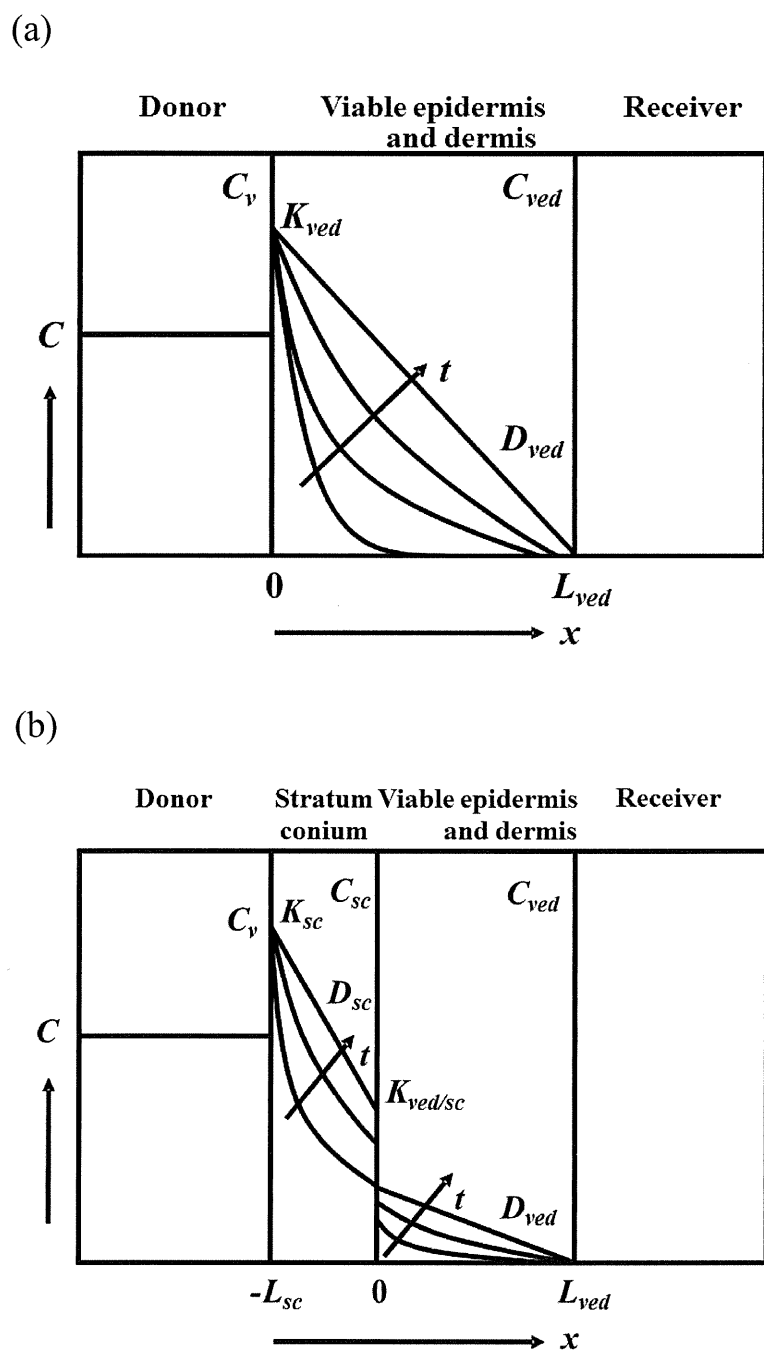 (a)
Donor Viable epidermis and dermis Receiver
C_v C_ved
K_ved
C
t
D_ved
0 L_ved
x
(b)
Donor Stratum conium Viable epidermis and dermis Receiver
C_sc C_ved
C_v K_sc
D_sc
C t
K_ved/sc
t D_ved
-L_sc 0 L_ved
x